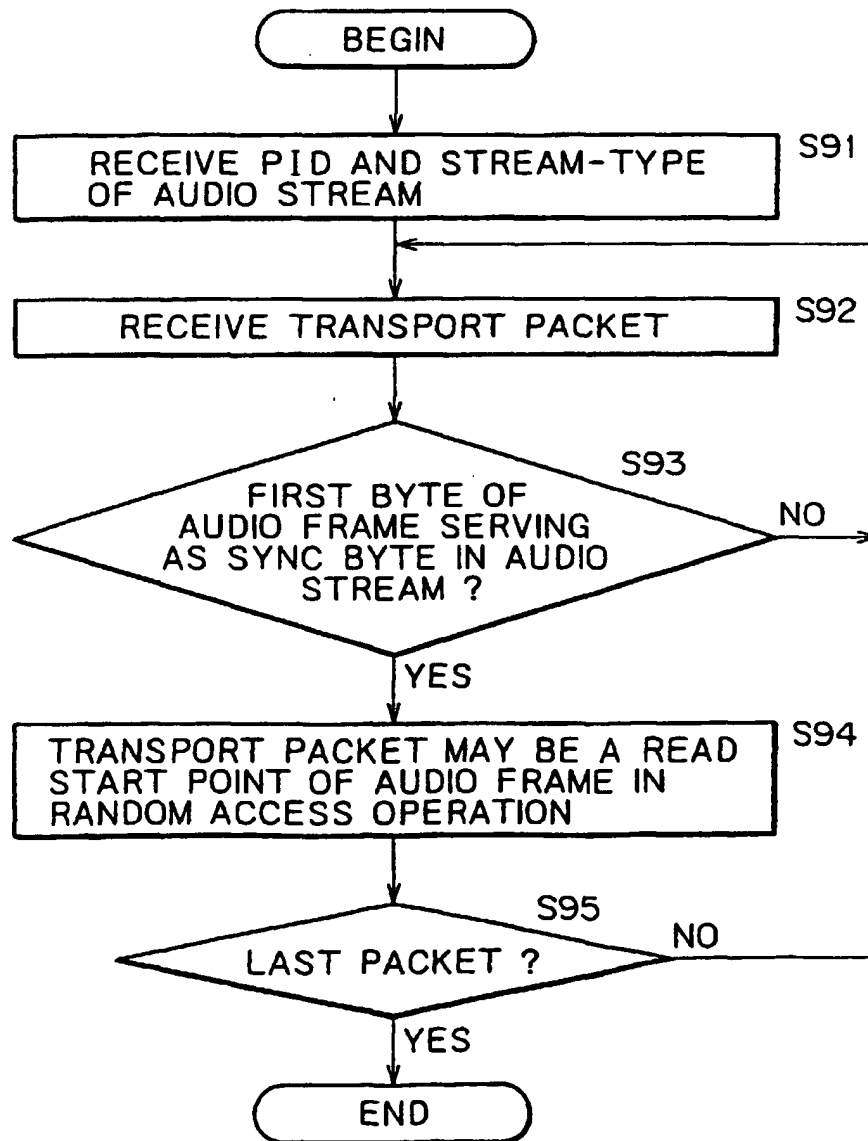 BEGIN
RECEIVE PID AND STREAM-TYPE
OF AUDIO STREAM
S91
RECEIVE TRANSPORT PACKET
S92
S93
FIRST BYTE OF
AUDIO FRAME SERVING
AS SYNC BYTE IN AUDIO
STREAM ?
NO
YES
TRANSPORT PACKET MAY BE A READ
START POINT OF AUDIO FRAME IN
RANDOM ACCESS OPERATION
S94
S95
LAST PACKET ?
NO
YES
END